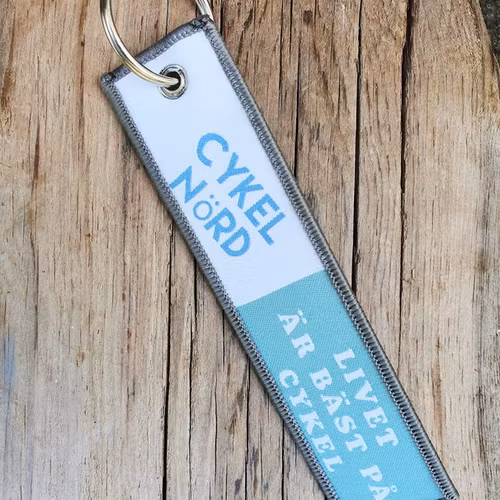 CYKEL
NÖRD
LIVET
ÄR BÄST PÅ
CYKEL